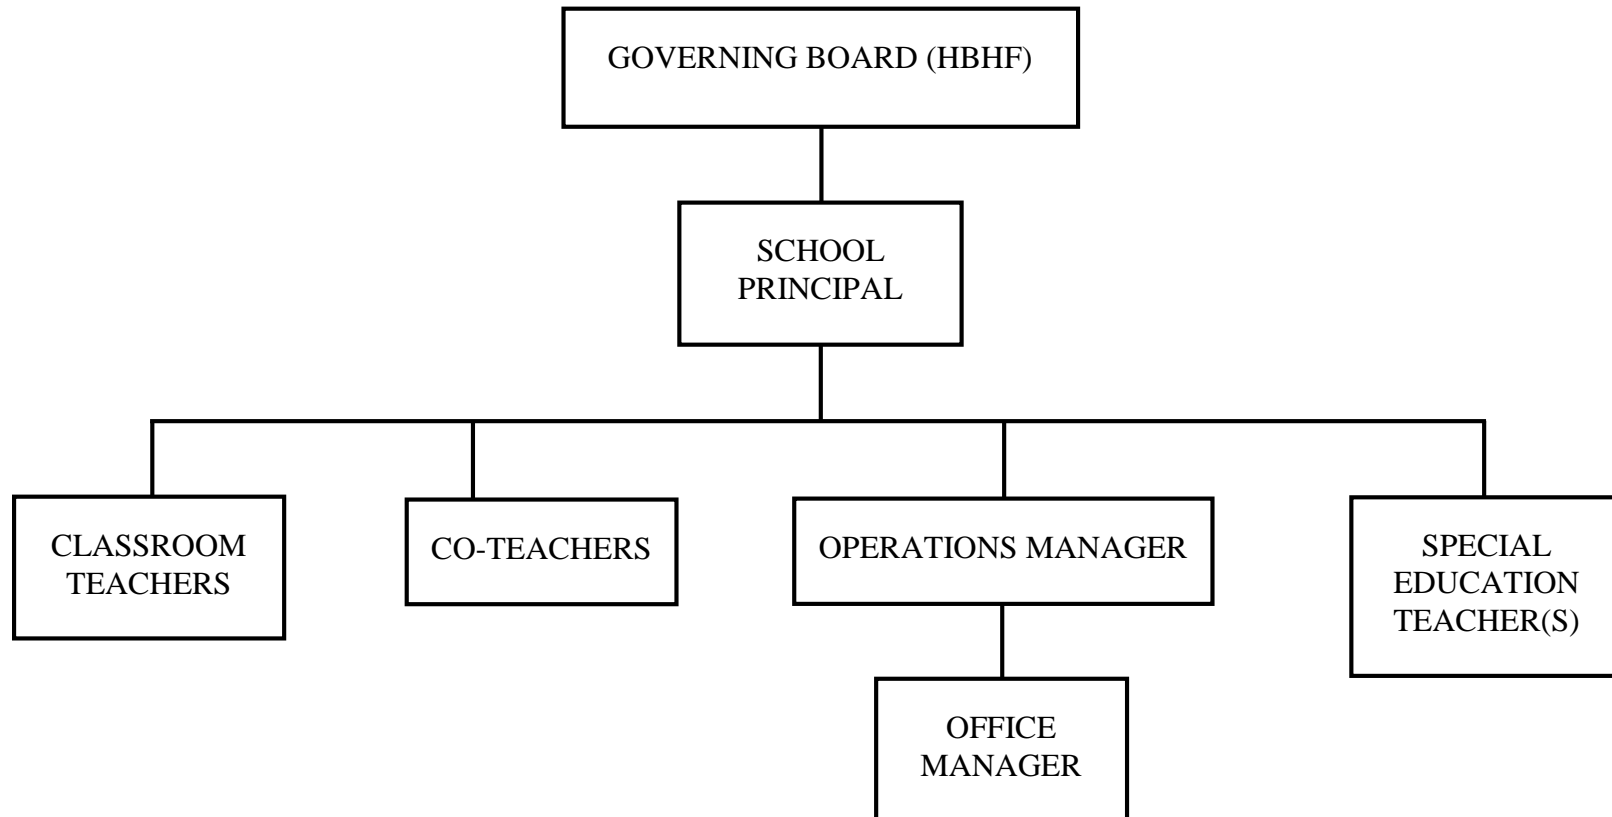 GOVERNING BOARD (HBHF)
SCHOOL
PRINCIPAL
CLASSROOM
TEACHERS
CO-TEACHERS
OPERATIONS MANAGER
SPECIAL
EDUCATION
TEACHER(S)
OFFICE
MANAGER